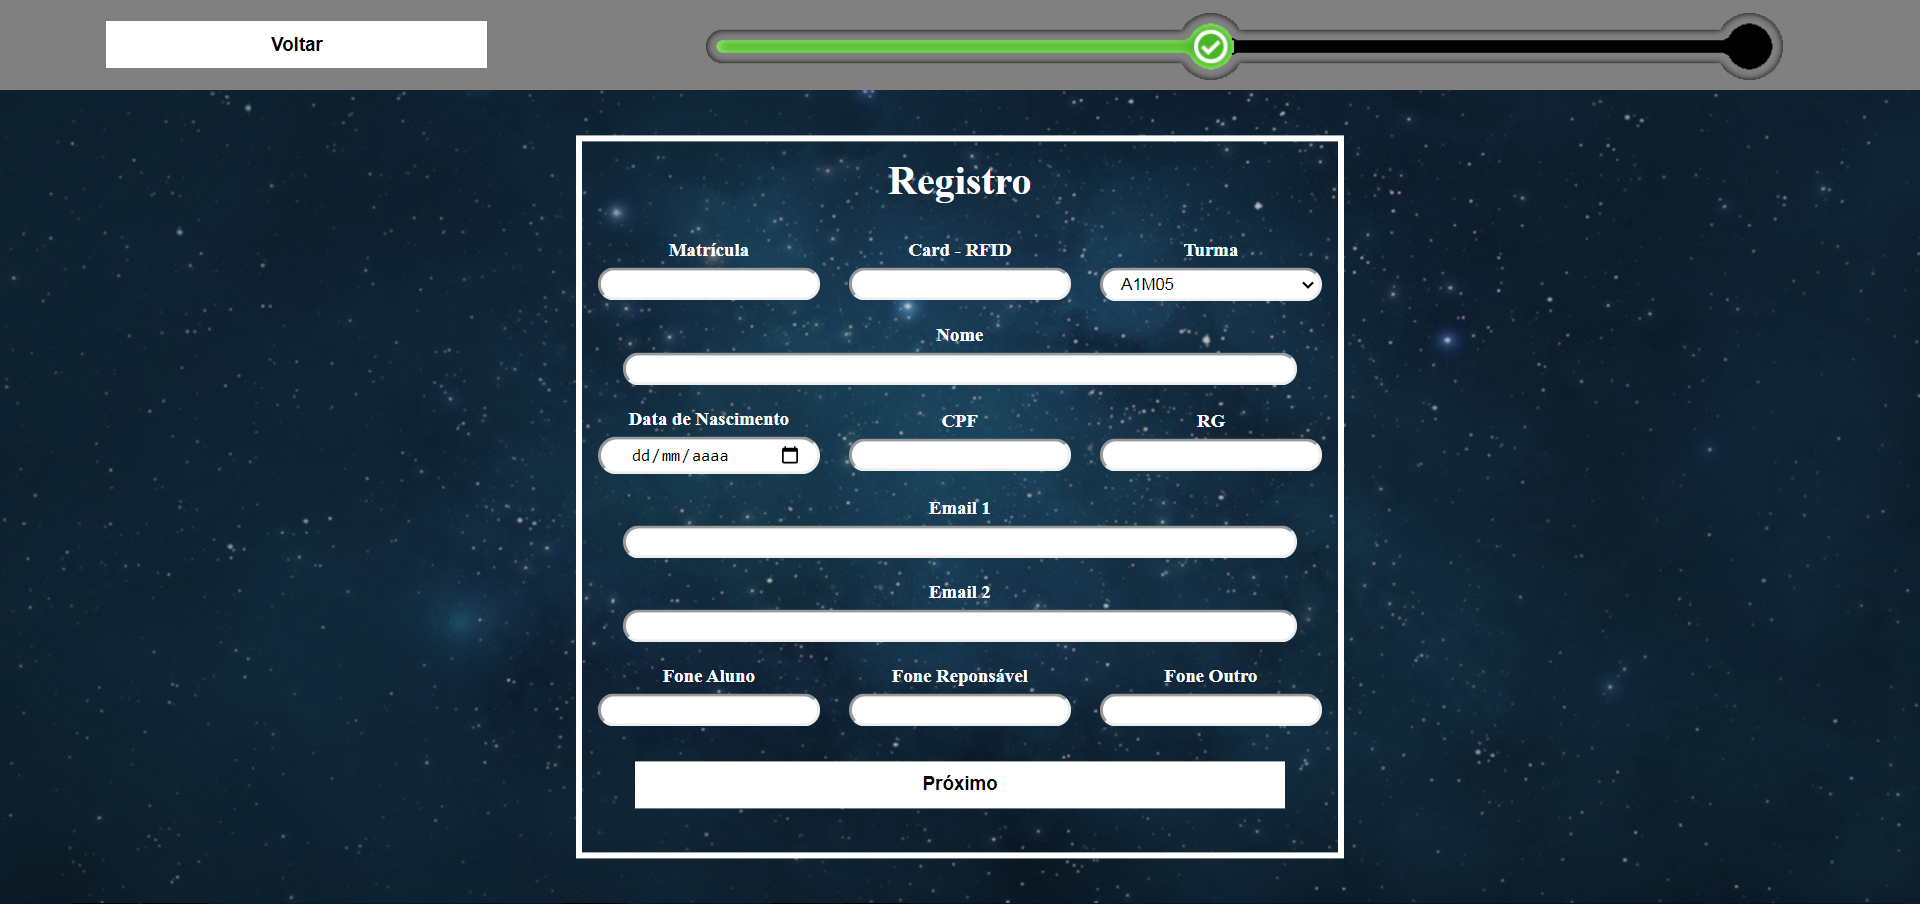 Voltar
Registro
Matrícula Card - RFID Turma
A1M05
Nome
Data de Nascimento CPF RG
dd/mm/aaaa
Email 1
Email 2
Fone Aluno Fone Reponsável Fone Outro
Próximo